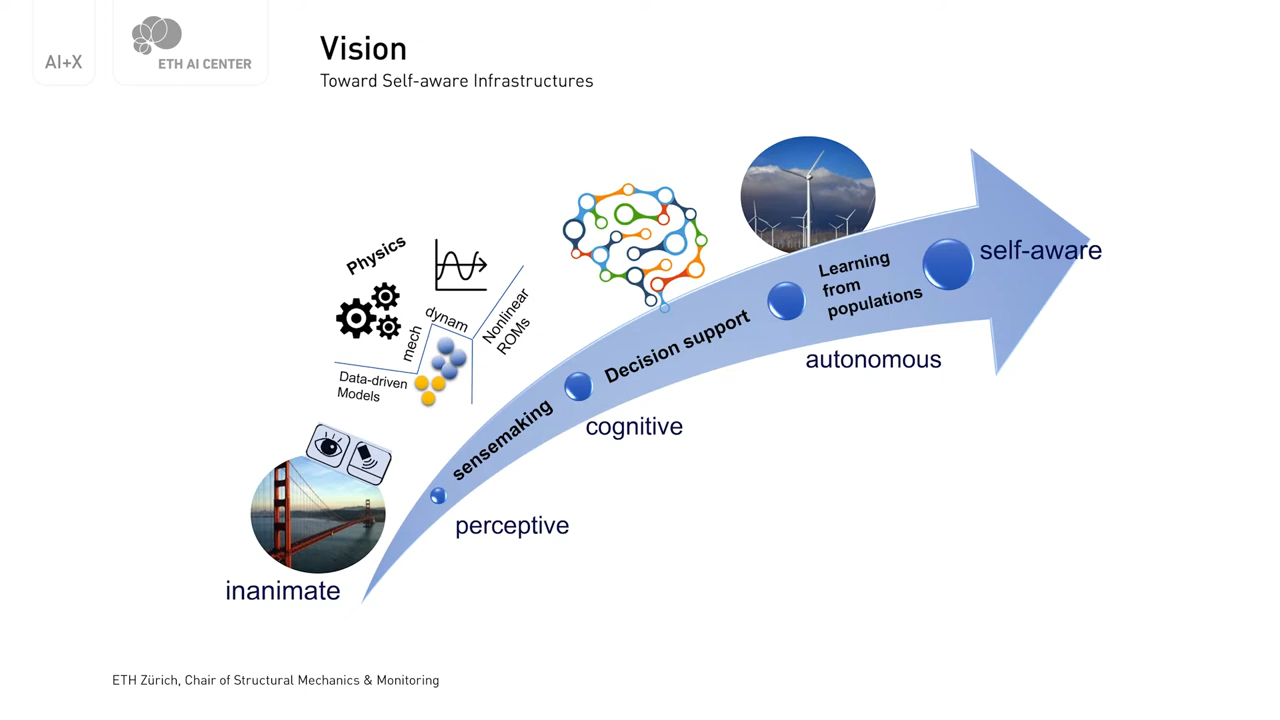 AI+X
ETH AI CENTER
Vision
Toward Self-aware Infrastructures
Physics
mech
dynam
Nonlinear
ROMs
Data-driven
Models
inanimate
perceptive
sensemaking
cognitive
Decision support
autonomous
Learning
from
populations
self-aware
ETH Zürich, Chair of Structural Mechanics & Monitoring